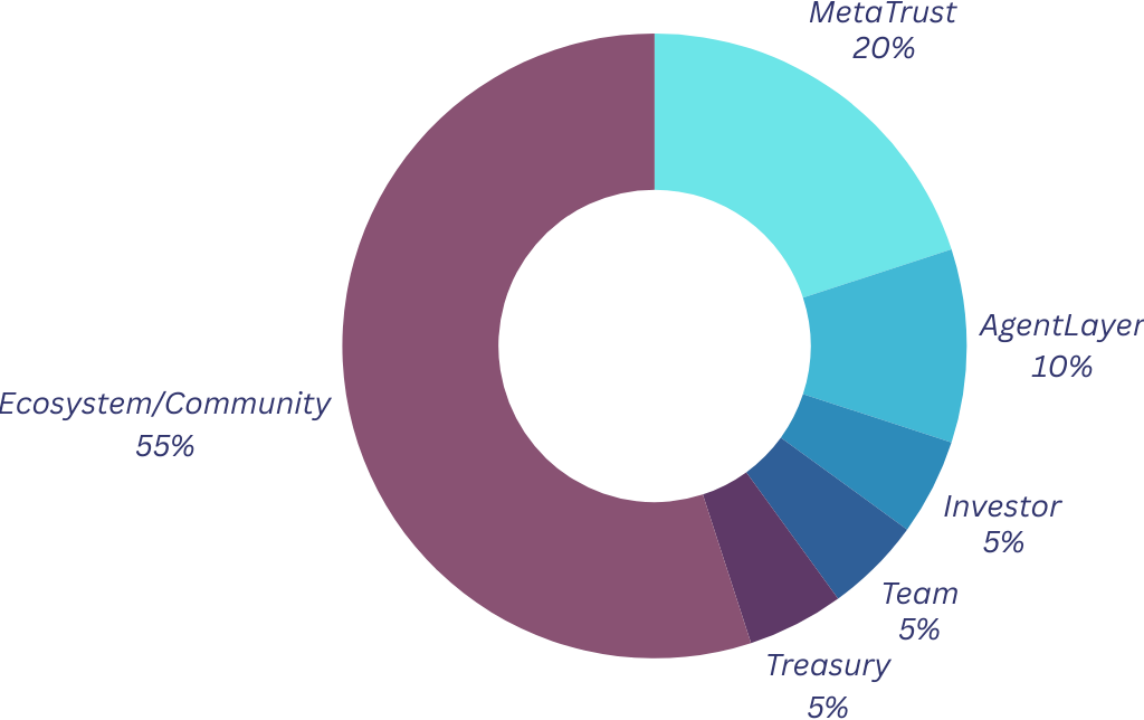 MetaTrust
20%
AgentLayer
10%
Ecosystem/Community
55%
Investor
5%
Team
5%
Treasury
5%